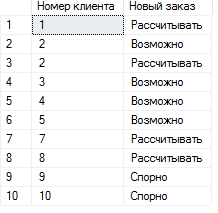 Номер клиента Новый заказ
1 1 Рассчитывать
2 2 Возможно
3 2 Рассчитывать
4 3 Возможно
5 4 Возможно
6 5 Возможно
7 7 Рассчитывать
8 8 Рассчитывать
9 9 Спорно
10 10 Спорно